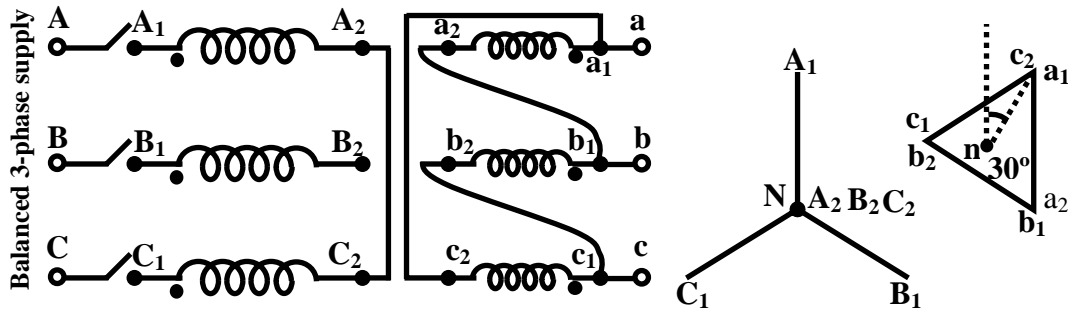 Balanced 3-phase supply
A A₁ A₂ a₂ a₁ a
B B₁ B₂ b₂ b₁ b
C C₁ C₂ c₂ c₁ c
A₁
N A₂ B₂ C₂
C₁ B₁
c₂ a₁
c₁
b₂ n 30º
a₂
b₁